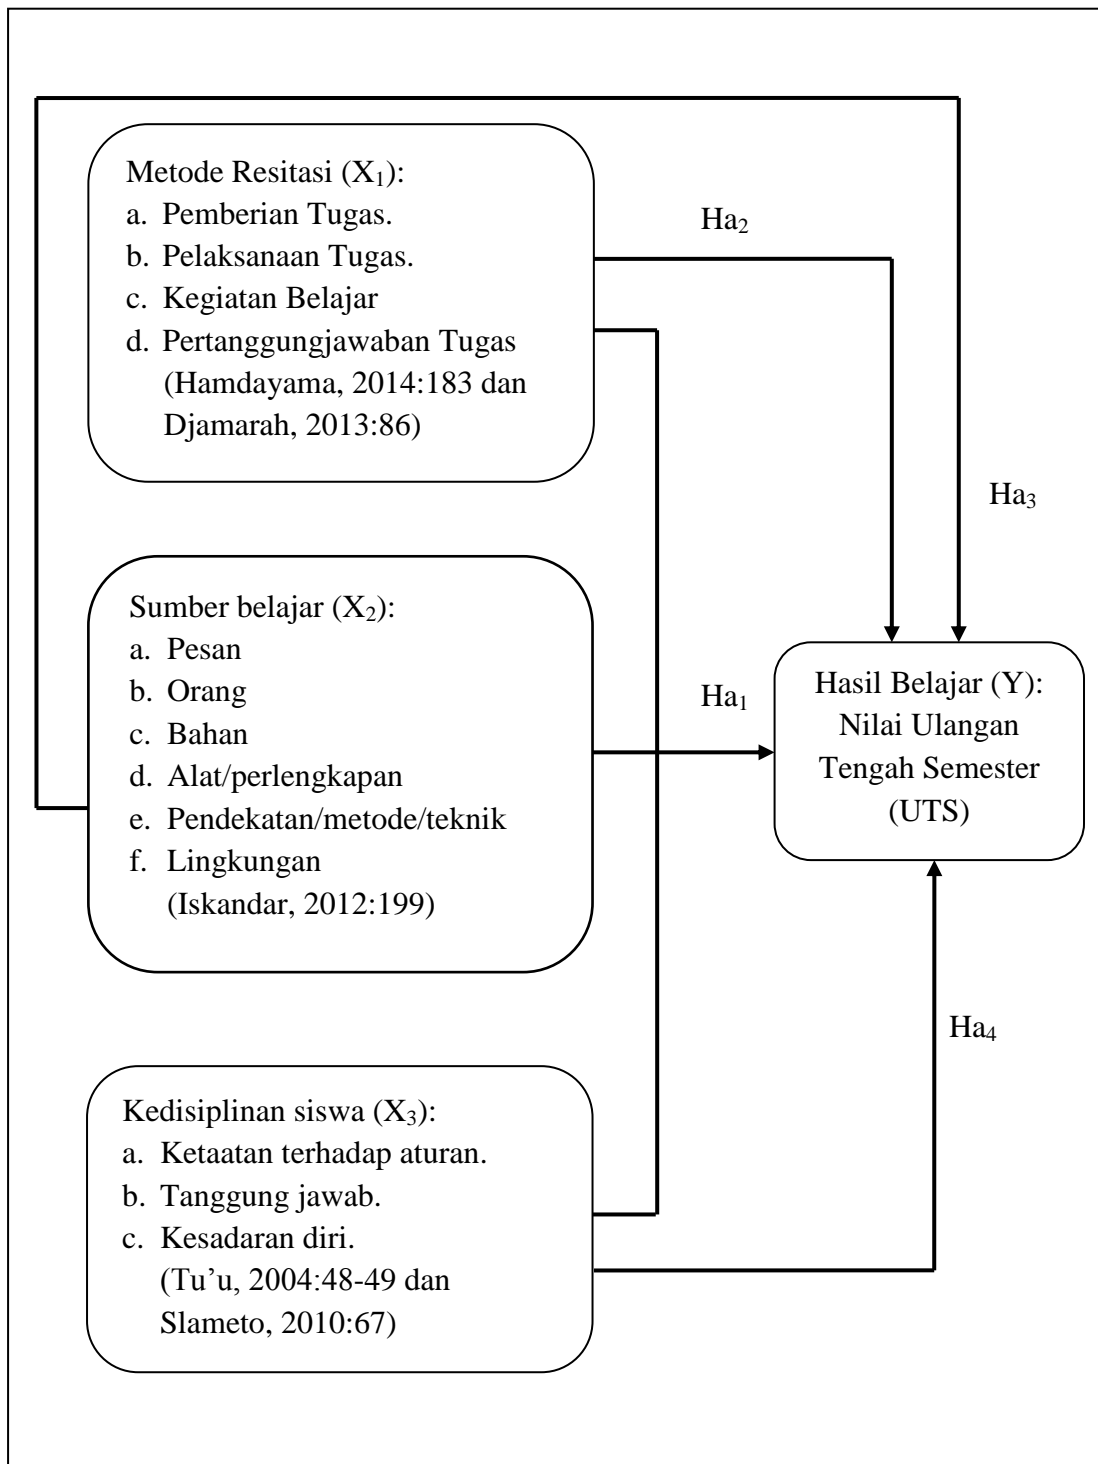 Metode Resitasi (X₁):
a. Pemberian Tugas.
b. Pelaksanaan Tugas.
c. Kegiatan Belajar
d. Pertanggungjawaban Tugas
(Hamdayama, 2014:183 dan
Djamarah, 2013:86)
Ha₂
Ha₃
Sumber belajar (X₂):
a. Pesan
b. Orang
c. Bahan
d. Alat/perlengkapan
e. Pendekatan/metode/teknik
f. Lingkungan
(Iskandar, 2012:199)
Ha₁
Hasil Belajar (Y):
Nilai Ulangan
Tengah Semester
(UTS)
Ha₄
Kedisiplinan siswa (X₃):
a. Ketaatan terhadap aturan.
b. Tanggung jawab.
c. Kesadaran diri.
(Tu’u, 2004:48-49 dan
Slameto, 2010:67)